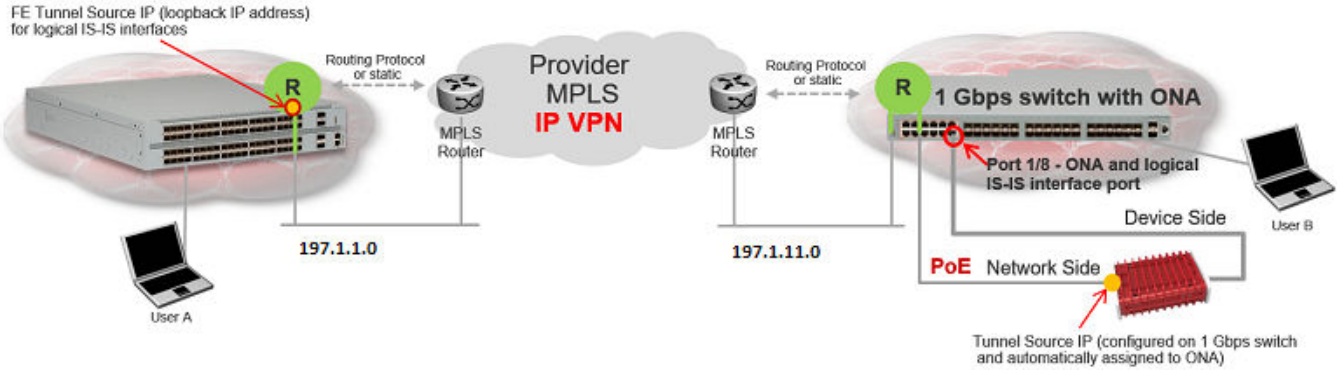 FE Tunnel Source IP (loopback IP address)
for logical IS-IS interfaces
R
Routing Protocol
or static
MPLS
Router
Provider
MPLS
IP VPN
Routing Protocol
or static
MPLS
Router
R
1 Gbps switch with ONA
Port 1/8 - ONA and logical
IS-IS interface port
User B
Device Side
197.1.1.0
197.1.11.0
PoE Network Side
User A
Tunnel Source IP (configured on 1 Gbps switch
and automatically assigned to ONA)